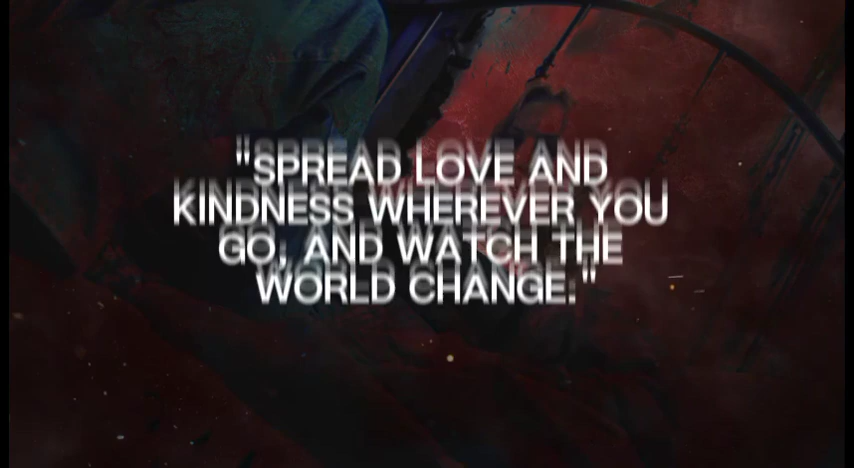 "SPREAD LOVE AND
KINDNESS WHEREVER YOU
GO, AND WATCH THE
WORLD CHANGE."